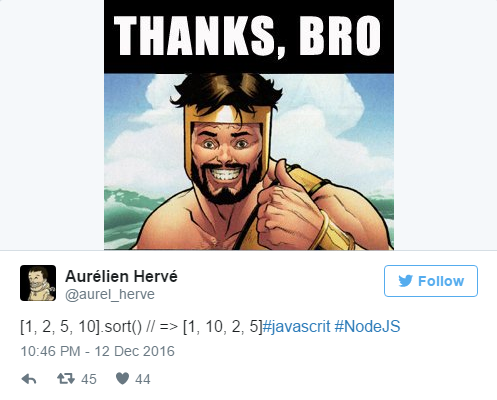 THANKS, BRO
Aurélien Hervé
@aurel_herve
Follow
[1, 2, 5, 10].sort() // => [1, 10, 2, 5]#javascrit #NodeJS
10:46 PM - 12 Dec 2016
45 44